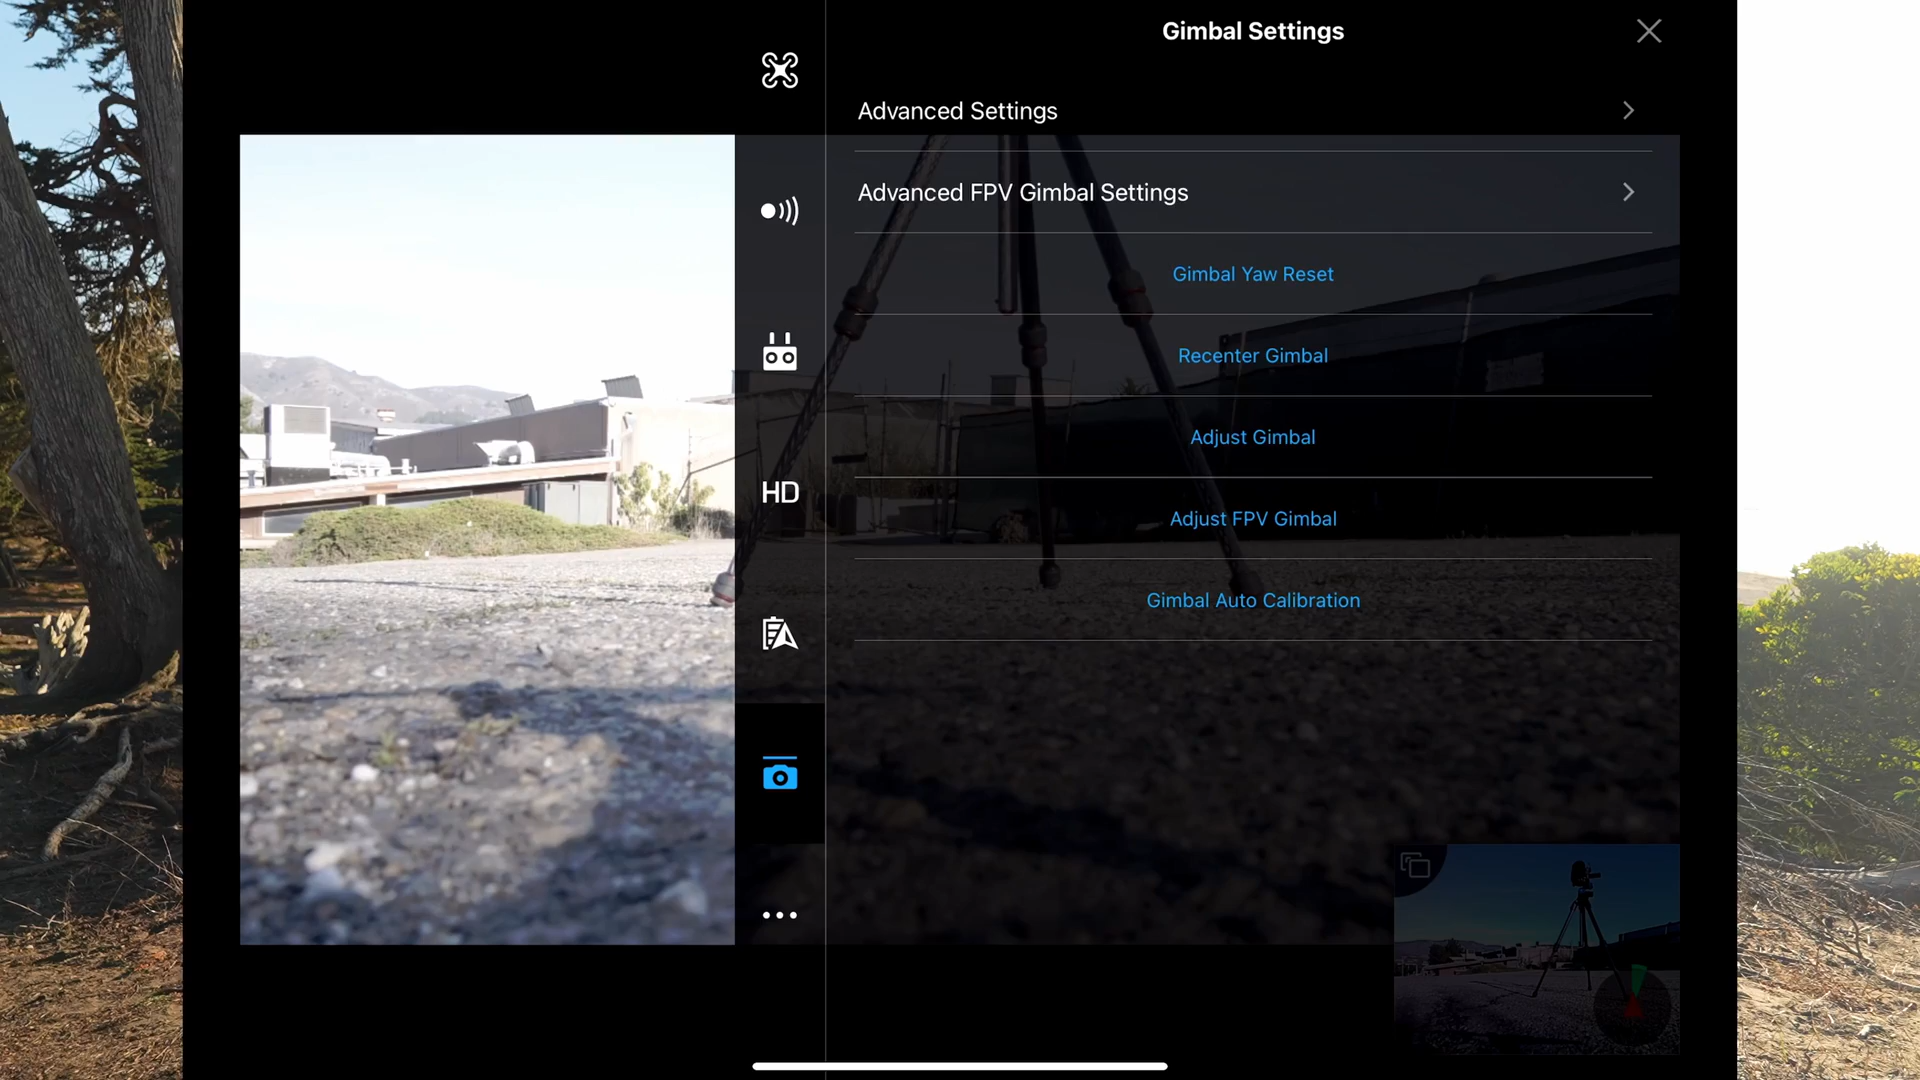 Gimbal Settings
Advanced Settings
Advanced FPV Gimbal Settings
Gimbal Yaw Reset
Recenter Gimbal
HD
Adjust Gimbal
Adjust FPV Gimbal
Gimbal Auto Calibration